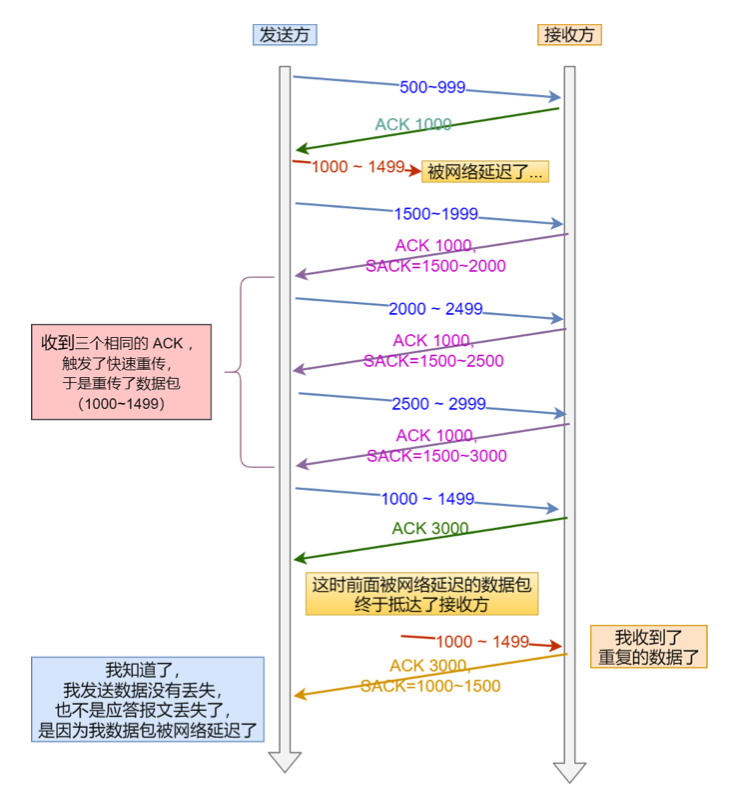 发送方
接收方
500~999
ACK 1000
1000 ~ 1499
被网络延迟了...
1500~1999
ACK 1000,
SACK=1500~2000
2000 ~ 2499
收到三个相同的 ACK ,
触发了快速重传,
于是重传了数据包
(1000~1499)
ACK 1000,
SACK=1500~2500
2500 ~ 2999
ACK 1000,
SACK=1500~3000
1000 ~ 1499
ACK 3000
这时前面被网络延迟的数据包
终于抵达了接收方
1000 ~ 1499
我收到了
重复的数据了
ACK 3000,
SACK=1000~1500
我知道了,
我发送数据没有丢失,
也不是应答报文丢失了,
是因为我数据包被网络延迟了